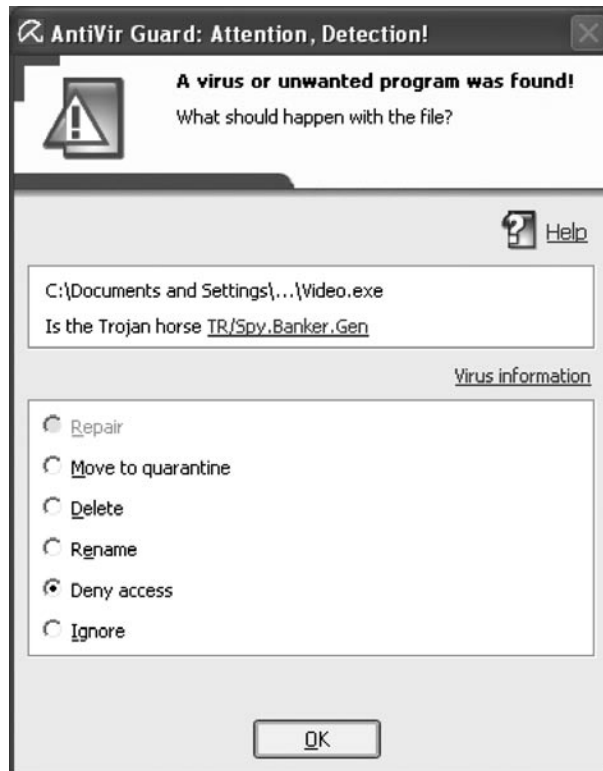 AntiVir Guard: Attention, Detection!
A virus or unwanted program was found!
What should happen with the file?
Help
C:\Documents and Settings\...\Video.exe
Is the Trojan horse TR/Spy.Banker.Gen
Virus information
Repair
Move to quarantine
Delete
Rename
Deny access
Ignore
OK